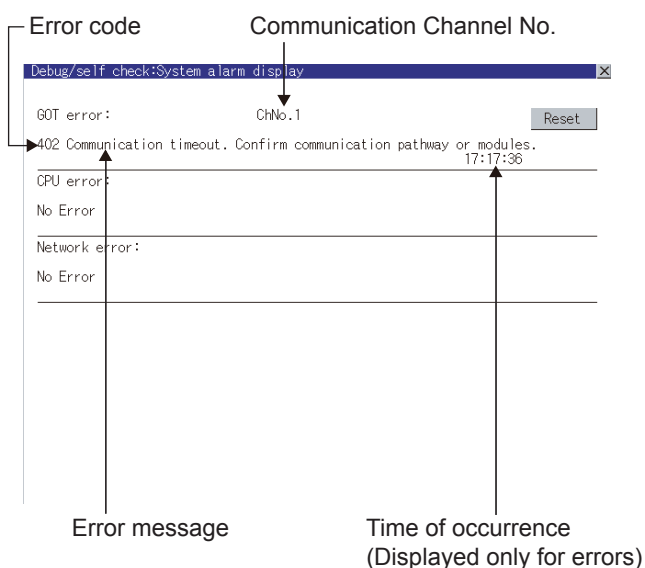 Error code
Communication Channel No.
Debug/self check:System alarm display
GOT error: ChNo.1 Reset
402 Communication timeout. Confirm communication pathway or modules.
17:17:36
CPU error:
No Error
Network error:
No Error
Error message
Time of occurrence
(Displayed only for errors)